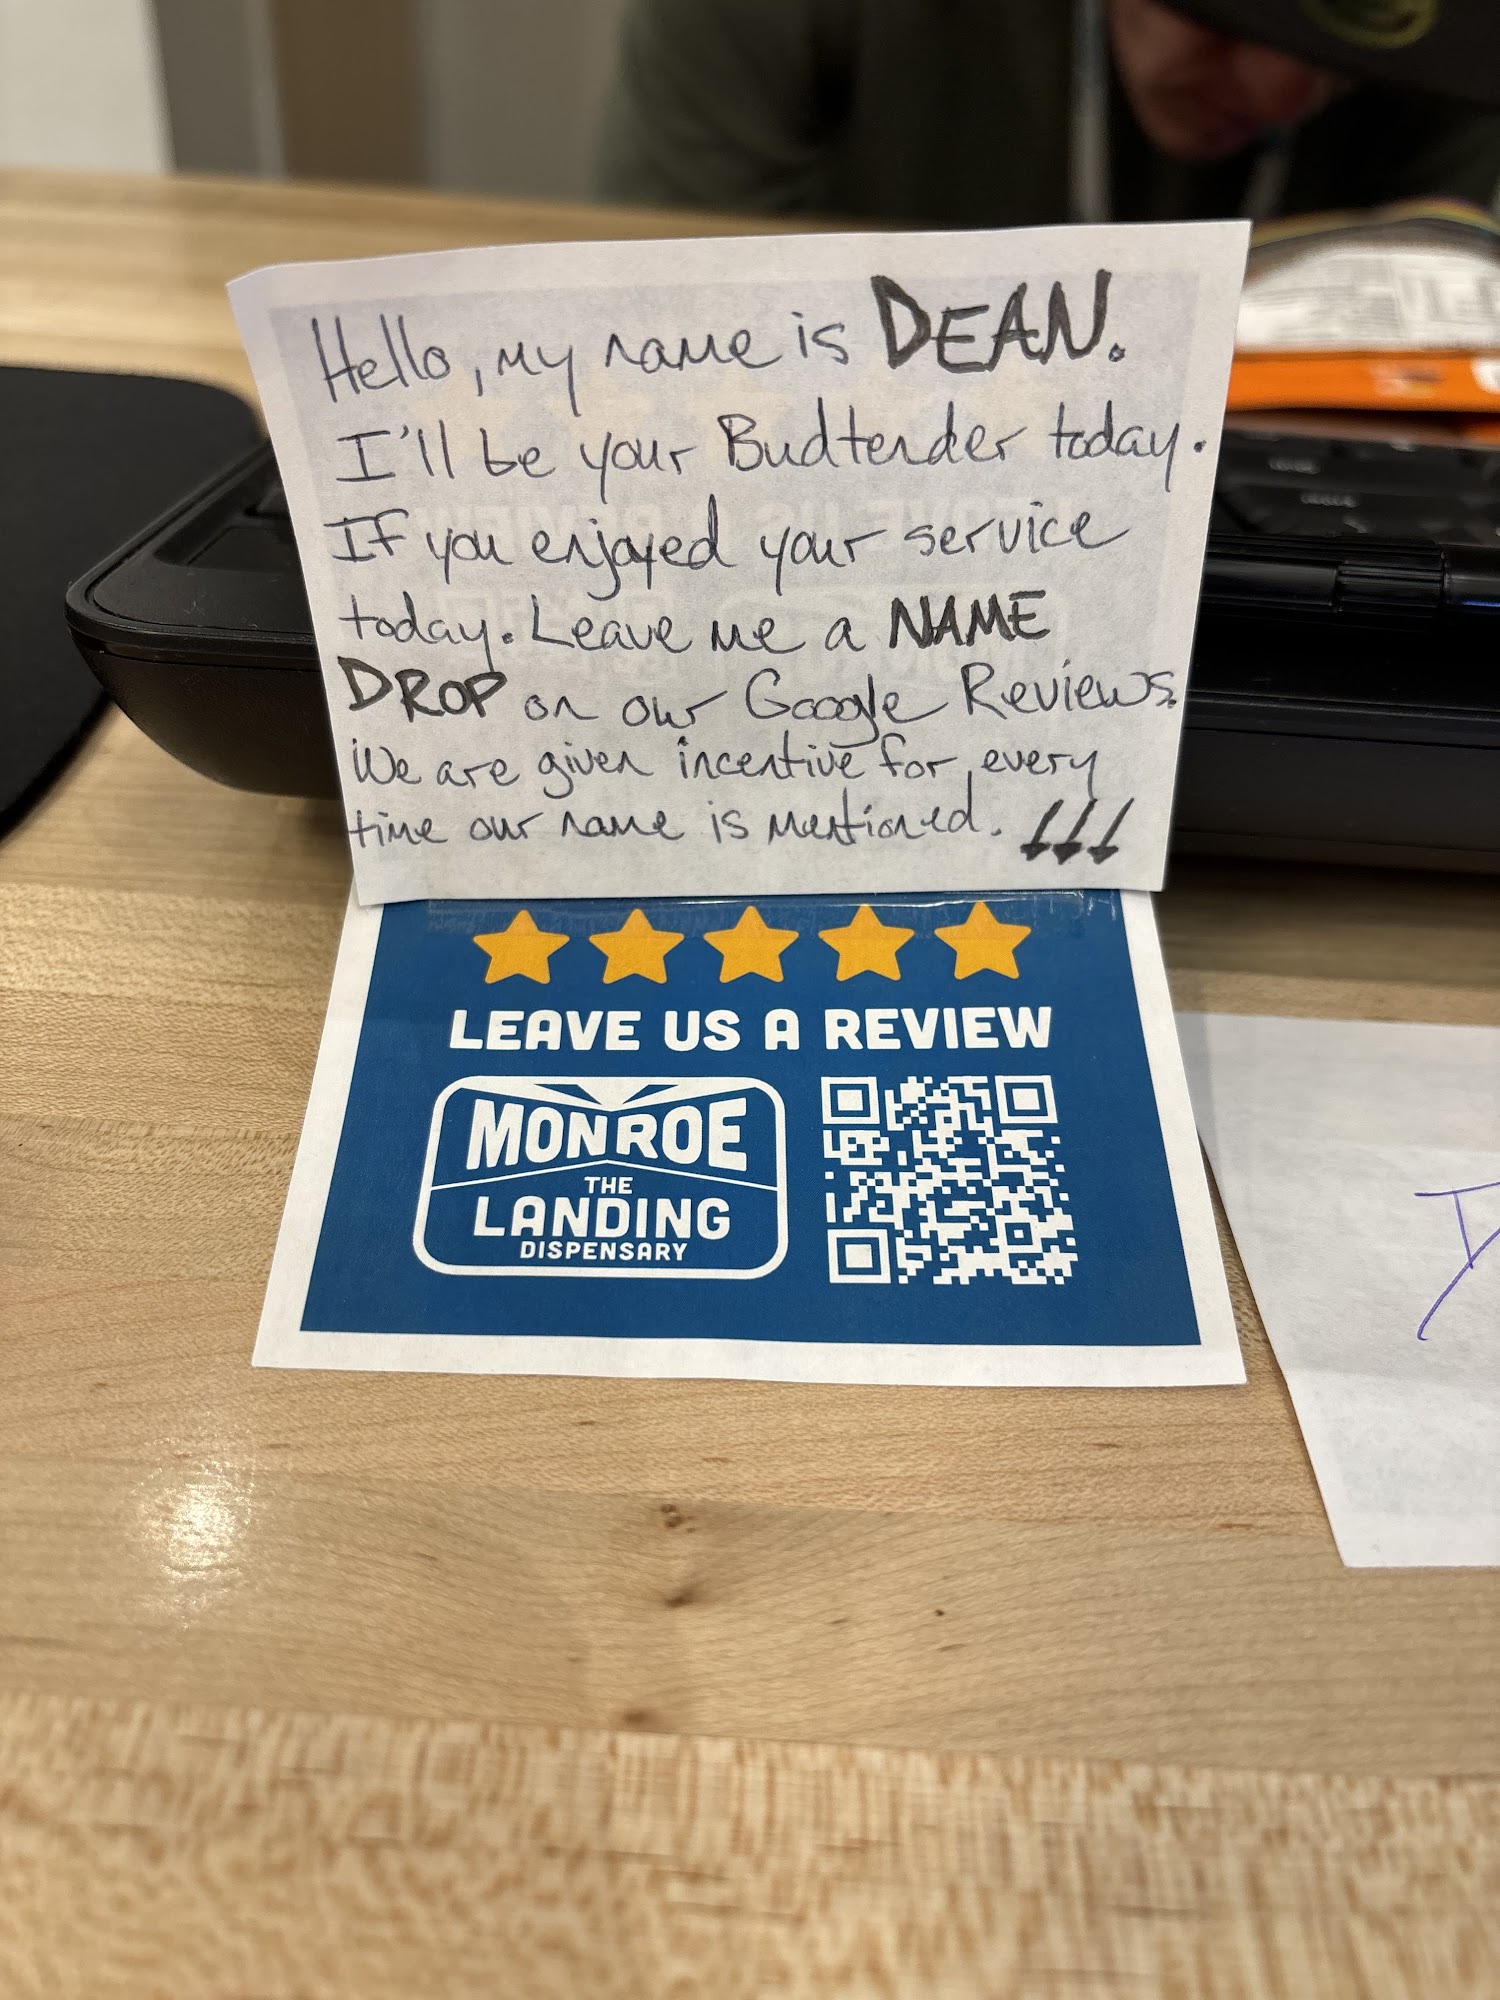 Hello, my name is DEAN.
I'll be your Budtender today.
If you enjoyed your service
today. Leave me a NAME
DROP on our Google Reviews.
We are given incentive for every
time our name is mentioned.
LEAVE US A REVIEW
MONROE
THE
LANDING
DISPENSARY